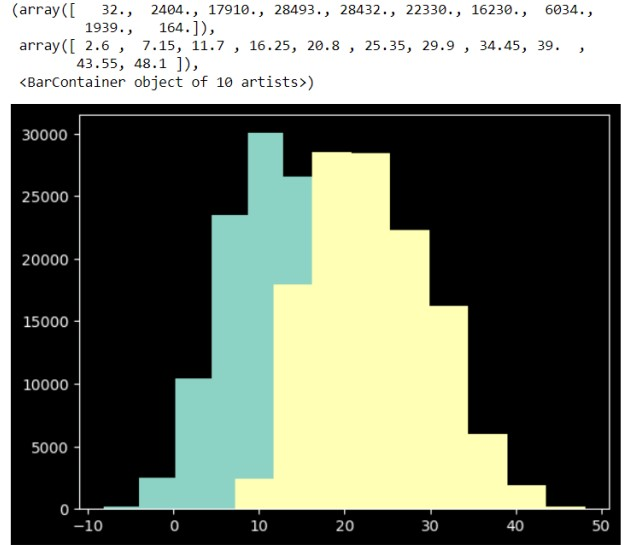 (array([   32.,  2404., 17910., 28493., 28432., 22330., 16230.,  6034.,
         1939.,   164.]),
 array([ 2.6 ,  7.15, 11.7 , 16.25, 20.8 , 25.35, 29.9 , 34.45, 39.  ,
        43.55, 48.1 ]),
 <BarContainer object of 10 artists>)
30000
25000
20000
15000
10000
5000
0
−10 0 10 20 30 40 50